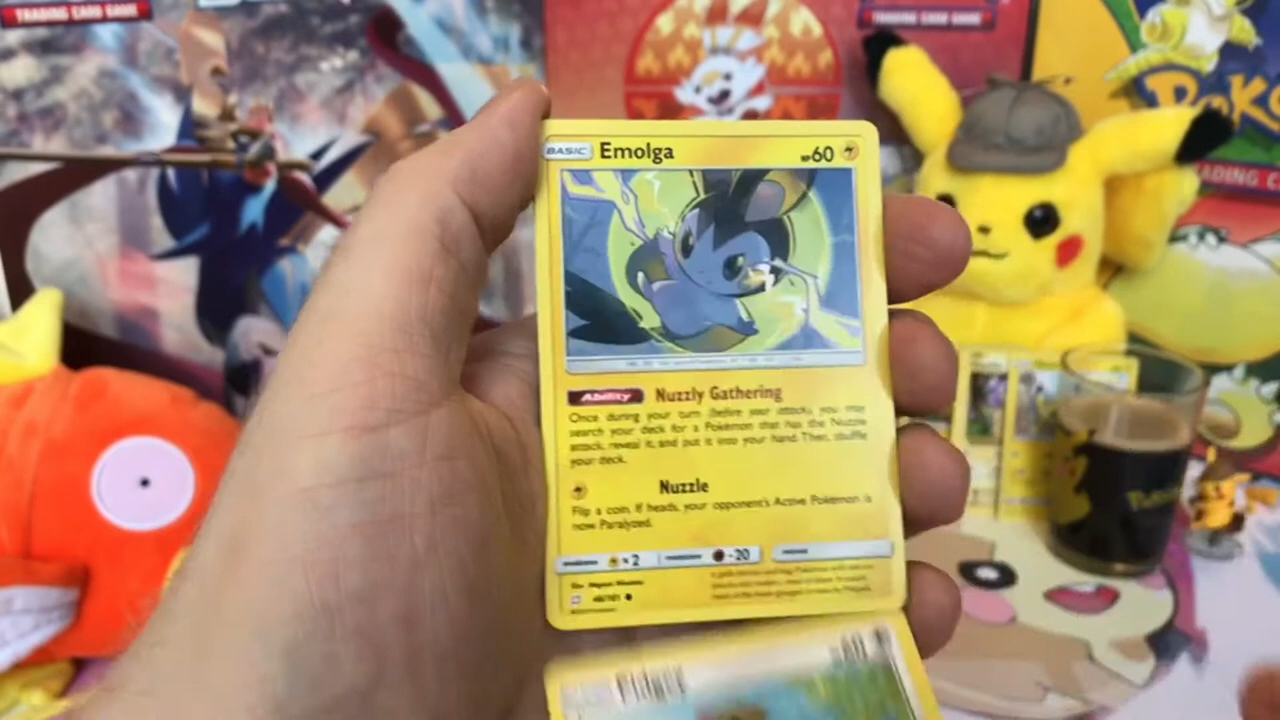 TRADING CARD GAME
TRADING CARD GAME
BASIC Emolga HP60
Ability Nuzzly Gathering
Once during your turn (before your attack), you may
search your deck for a Pokémon that has the Nuzzle
attack, reveal it, and put it into your hand. Then, shuffle
your deck.
Nuzzle
Flip a coin. If heads, your opponent's Active Pokémon is
now Paralyzed.
×2 -20
46/101